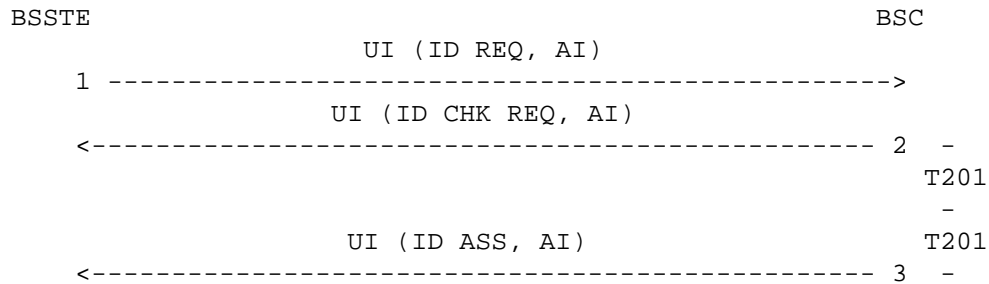 BSSTE BSC
UI (ID REQ, AI)
1 ------------------------------------------------->
UI (ID CHK REQ, AI)
<------------------------------------------------- 2 -
T201
-
UI (ID ASS, AI) T201
<------------------------------------------------- 3 -